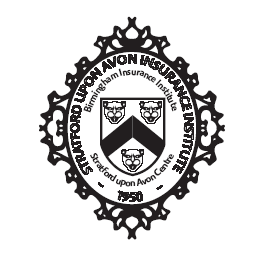 STRATFORD UPON AVON INSURANCE INSTITUTE
Birmingham Insurance Institute
Stratford upon Avon Centre
- 1950 -